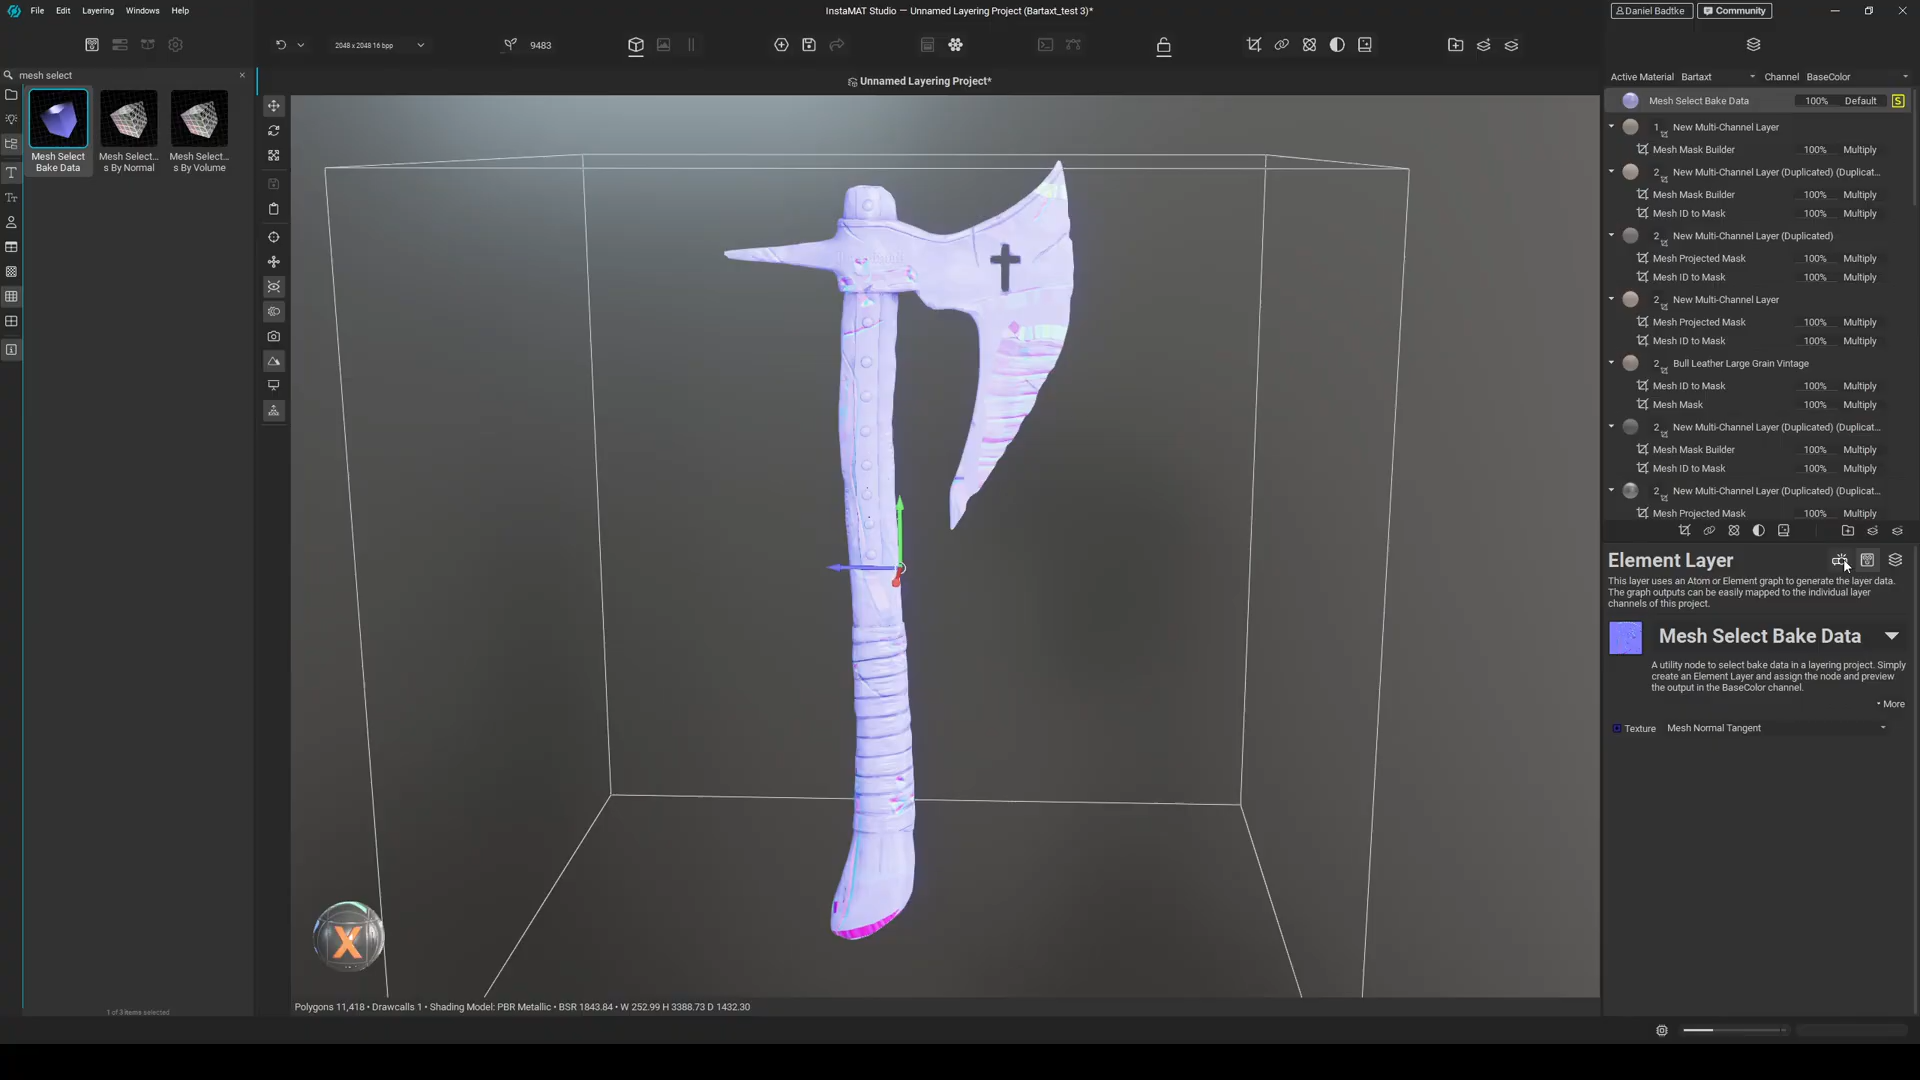 File Edit Layering Windows Help
InstaMAT Studio — Unnamed Layering Project (Bartaxt_test 3)*
Daniel Badtke
Community
2048 x 2048 16 bpp
9483
mesh select
Unnamed Layering Project*
Mesh Select Bake Data
Mesh Select... s By Normal
Mesh Select... s By Volume
Active Material Bartaxt Channel BaseColor
Mesh Select Bake Data 100% Default S
1 New Multi-Channel Layer
Mesh Mask Builder 100% Multiply
2 New Multi-Channel Layer (Duplicated) (Duplicat...
Mesh Mask Builder 100% Multiply
Mesh ID to Mask 100% Multiply
2 New Multi-Channel Layer (Duplicated)
Mesh Projected Mask 100% Multiply
Mesh ID to Mask 100% Multiply
2 New Multi-Channel Layer
Mesh Projected Mask 100% Multiply
Mesh ID to Mask 100% Multiply
2 Bull Leather Large Grain Vintage
Mesh ID to Mask 100% Multiply
Mesh Mask 100% Multiply
2 New Multi-Channel Layer (Duplicated) (Duplicat...
Mesh Mask Builder 100% Multiply
Mesh ID to Mask 100% Multiply
2 New Multi-Channel Layer (Duplicated) (Duplicat...
Mesh Projected Mask 100% Multiply
Element Layer
This layer uses an Atom or Element graph to generate the layer data.
The graph outputs can be easily mapped to the individual layer
channels of this project.
Mesh Select Bake Data
A utility node to select bake data in a layering project. Simply
create an Element Layer and assign the node and preview
the output in the BaseColor channel.
• More
Texture Mesh Normal Tangent
X
Polygons 11,418 • Drawcalls 1 • Shading Model: PBR Metallic • BSR 1843.84 • W 252.99 H 3388.73 D 1432.30
1 of 3 items selected